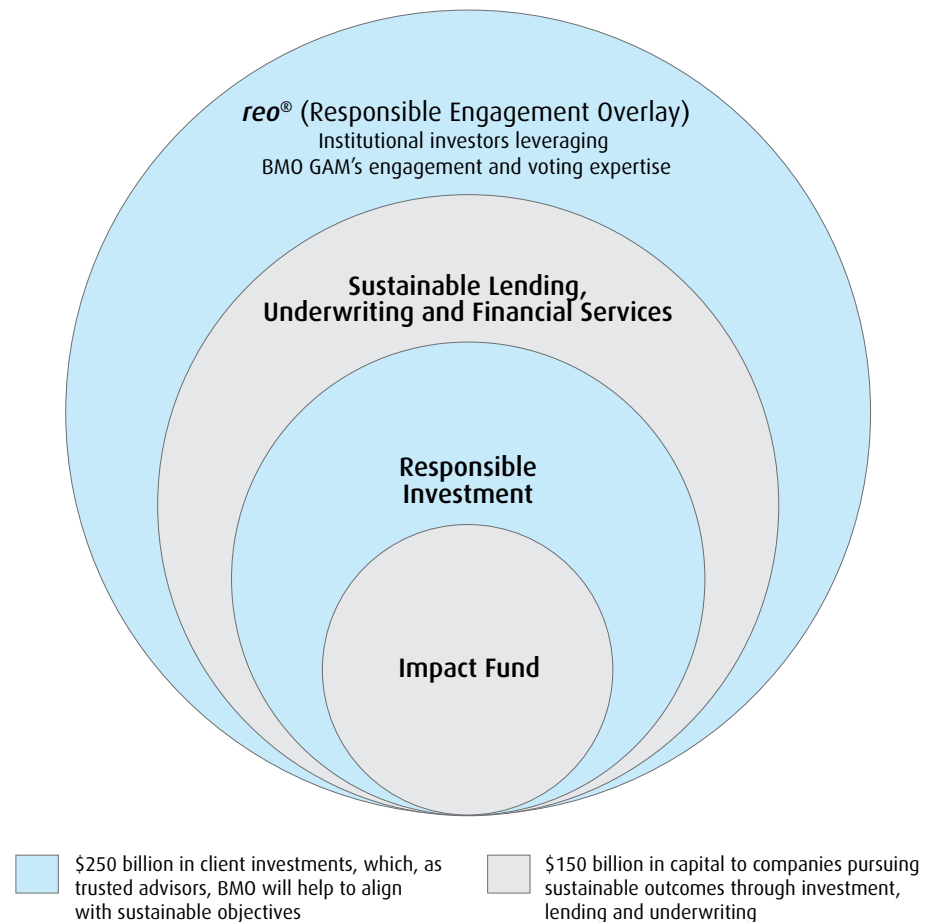 reo® (Responsible Engagement Overlay)
Institutional investors leveraging
BMO GAM’s engagement and voting expertise
Sustainable Lending,
Underwriting and Financial Services
Responsible
Investment
Impact Fund
$250 billion in client investments, which, as
trusted advisors, BMO will help to align
with sustainable objectives
$150 billion in capital to companies pursuing
sustainable outcomes through investment,
lending and underwriting